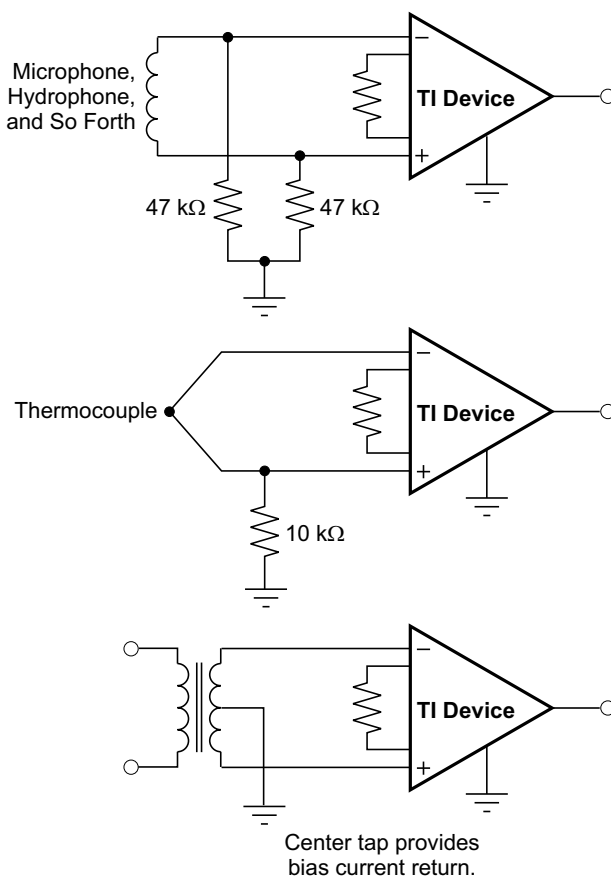 Microphone,
Hydrophone,
and So Forth
−
TI Device
+
47 kΩ
47 kΩ
Thermocouple
−
TI Device
+
10 kΩ
−
TI Device
+
Center tap provides
bias current return.